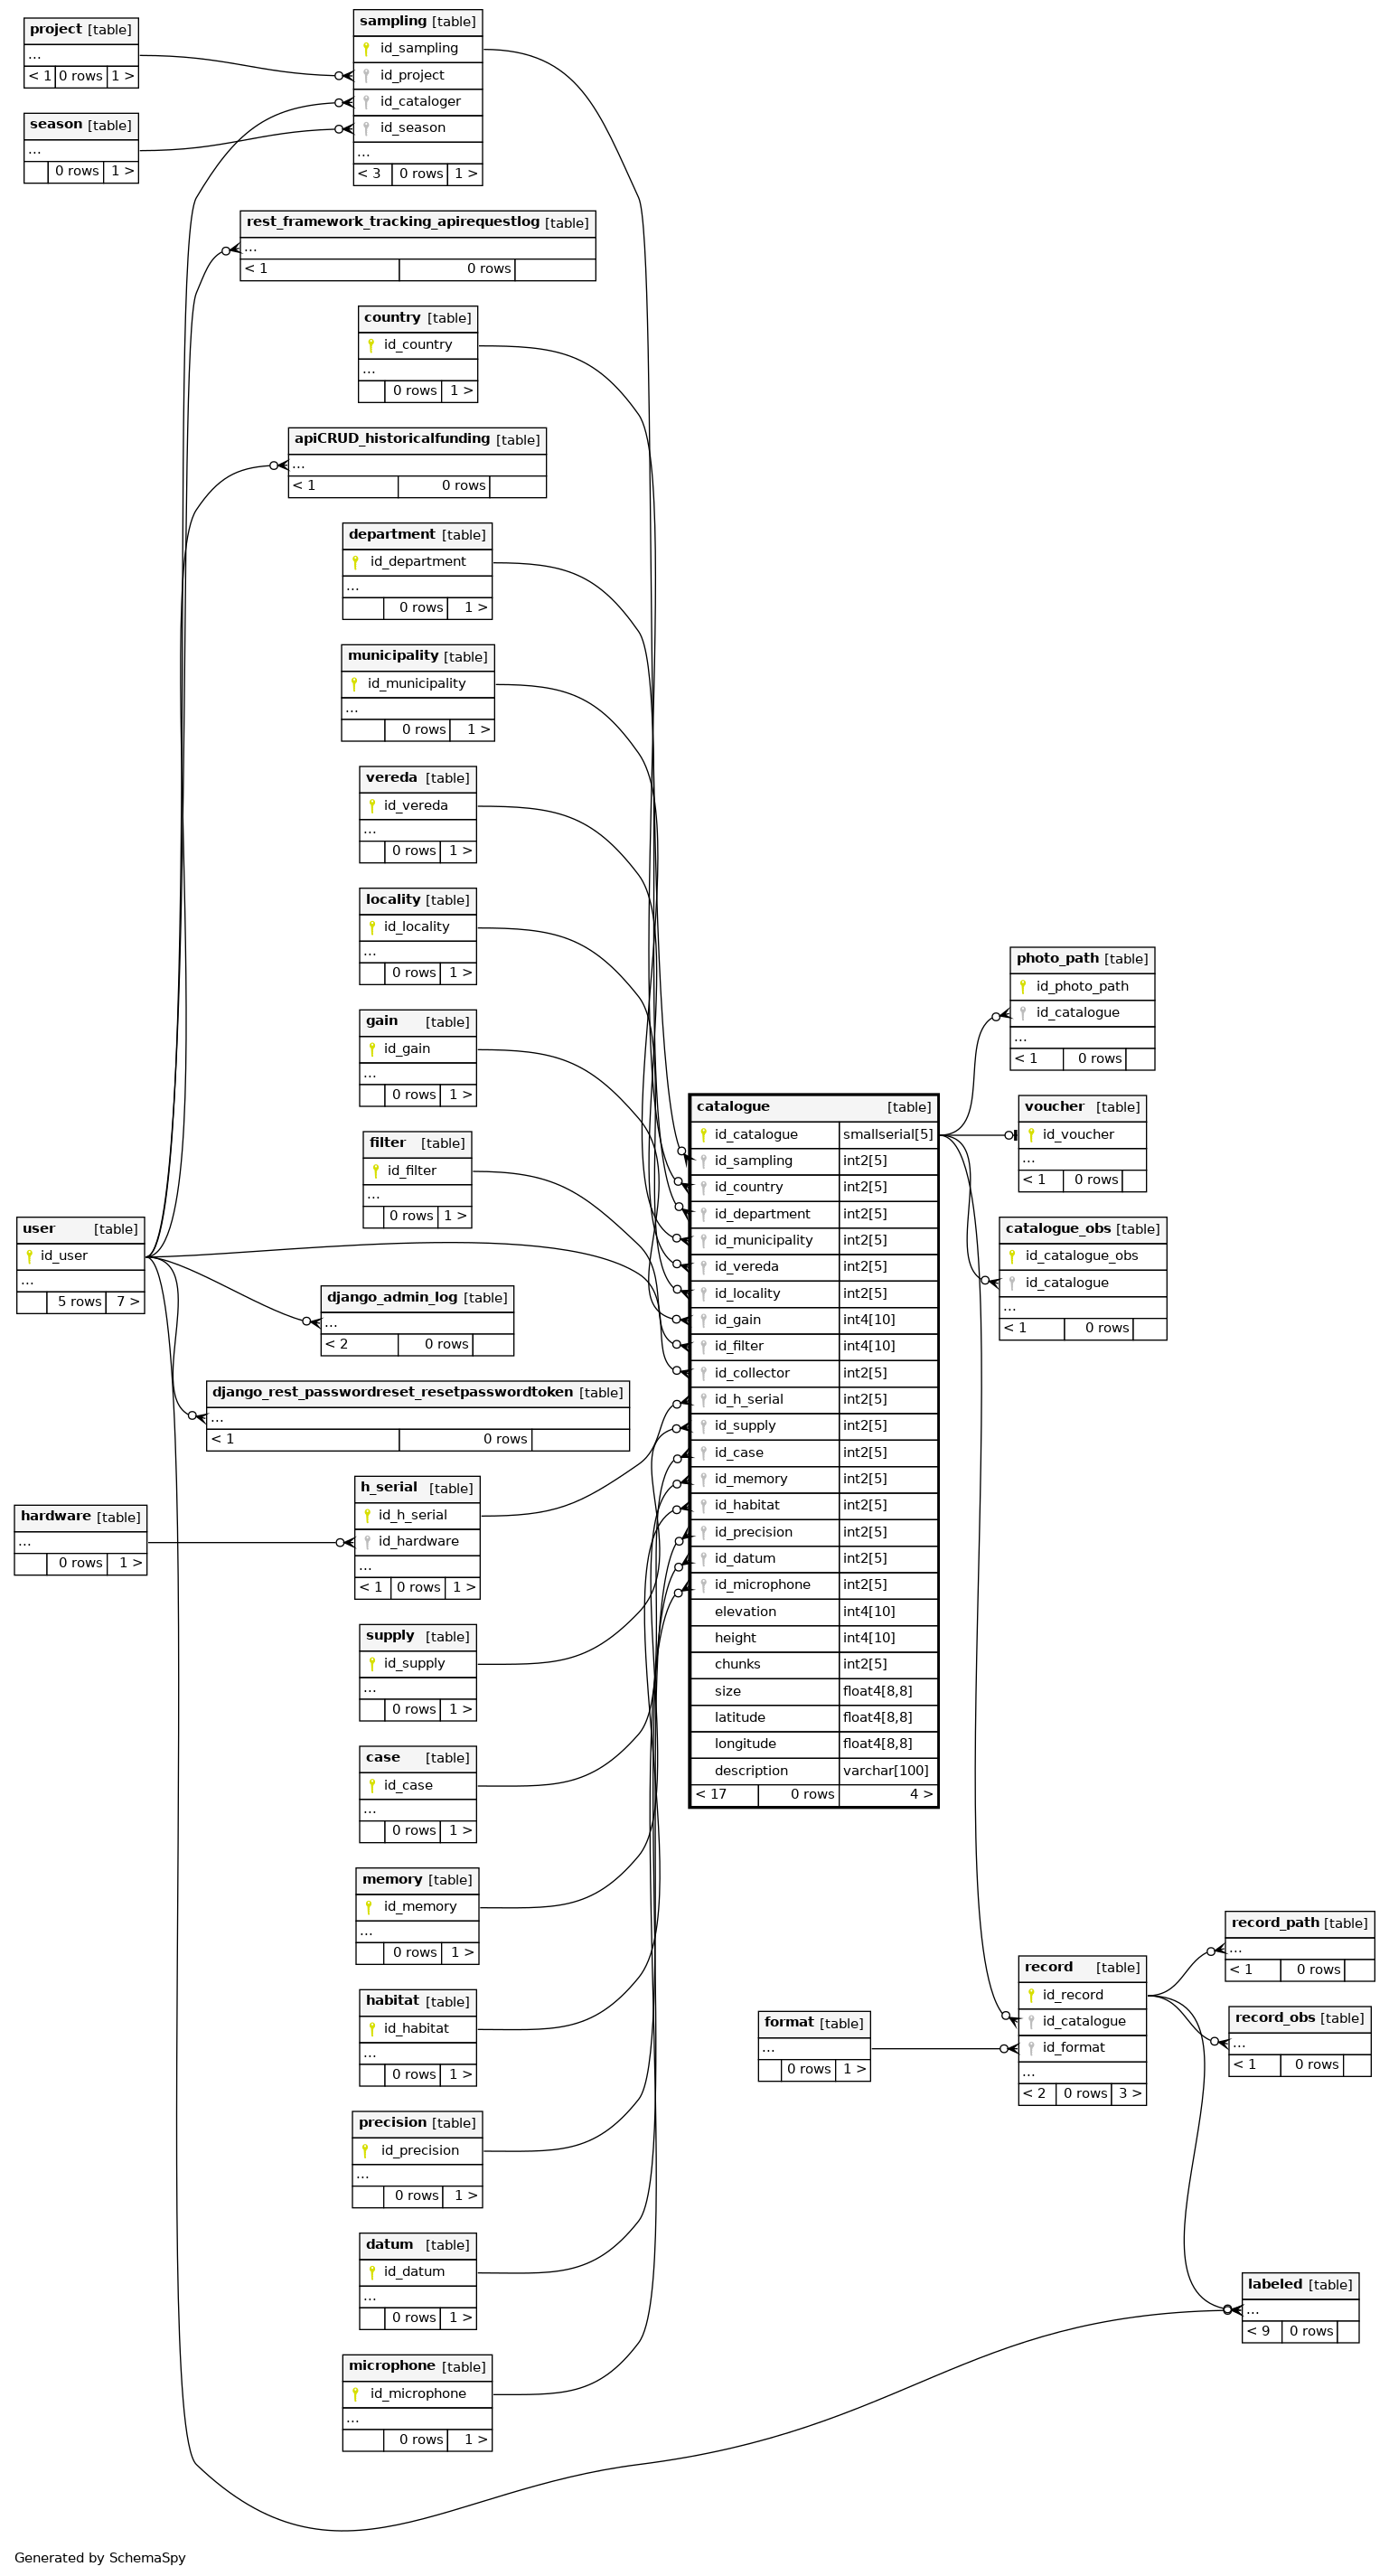 project [table]
...
< 1 0 rows 1 >
season [table]
...
0 rows 1 >
sampling [table]
id_sampling
id_project
id_cataloger
id_season
...
< 3 0 rows 1 >
rest_framework_tracking_apirequestlog [table]
...
< 1 0 rows
country [table]
id_country
...
0 rows 1 >
apiCRUD_historicalfunding [table]
...
< 1 0 rows
department [table]
id_department
...
0 rows 1 >
municipality [table]
id_municipality
...
0 rows 1 >
vereda [table]
id_vereda
...
0 rows 1 >
locality [table]
id_locality
...
0 rows 1 >
gain [table]
id_gain
...
0 rows 1 >
filter [table]
id_filter
...
0 rows 1 >
user [table]
id_user
...
5 rows 7 >
django_admin_log [table]
...
< 2 0 rows
django_rest_passwordreset_resetpasswordtoken [table]
...
< 1 0 rows
hardware [table]
...
0 rows 1 >
h_serial [table]
id_h_serial
id_hardware
...
< 1 0 rows 1 >
supply [table]
id_supply
...
0 rows 1 >
case [table]
id_case
...
0 rows 1 >
memory [table]
id_memory
...
0 rows 1 >
habitat [table]
id_habitat
...
0 rows 1 >
precision [table]
id_precision
...
0 rows 1 >
datum [table]
id_datum
...
0 rows 1 >
microphone [table]
id_microphone
...
0 rows 1 >
catalogue [table]
id_catalogue smallserial[5]
id_sampling int2[5]
id_country int2[5]
id_department int2[5]
id_municipality int2[5]
id_vereda int2[5]
id_locality int2[5]
id_gain int4[10]
id_filter int4[10]
id_collector int2[5]
id_h_serial int2[5]
id_supply int2[5]
id_case int2[5]
id_memory int2[5]
id_habitat int2[5]
id_precision int2[5]
id_datum int2[5]
id_microphone int2[5]
elevation int4[10]
height int4[10]
chunks int2[5]
size float4[8,8]
latitude float4[8,8]
longitude float4[8,8]
description varchar[100]
< 17 0 rows 4 >
photo_path [table]
id_photo_path
id_catalogue
...
< 1 0 rows
voucher [table]
id_voucher
...
< 1 0 rows
catalogue_obs [table]
id_catalogue_obs
id_catalogue
...
< 1 0 rows
format [table]
...
0 rows 1 >
record [table]
id_record
id_catalogue
id_format
...
< 2 0 rows 3 >
record_path [table]
...
< 1 0 rows
record_obs [table]
...
< 1 0 rows
labeled [table]
...
< 9 0 rows
Generated by SchemaSpy